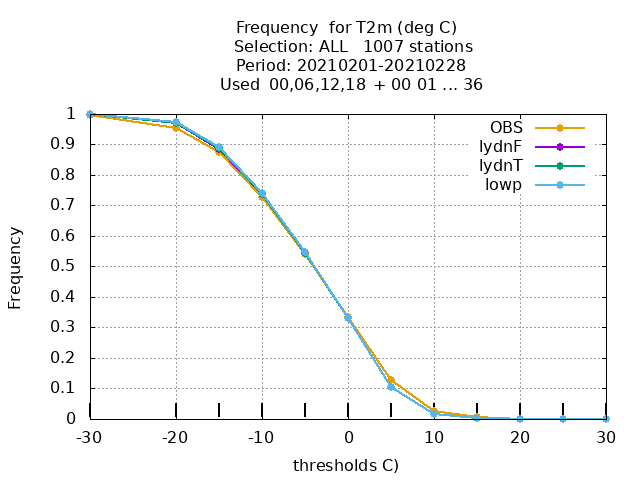 Frequency  for T2m (deg C)
Selection: ALL   1007 stations
Period: 20210201-20210228
Used  00,06,12,18  + 00 01 ... 36
1
0.9
0.8
0.7
0.6
0.5
0.4
0.3
0.2
0.1
0
Frequency
OBS
lydnF
lydnT
lowp
-30
-20
-10
0
10
20
30
thresholds C)